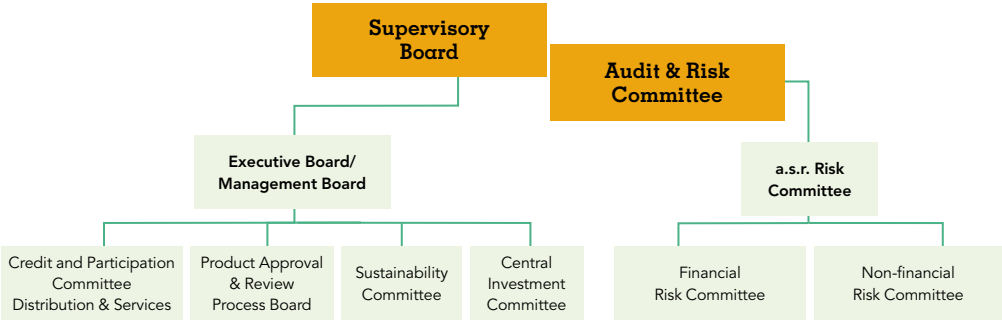 Supervisory
Board
Audit & Risk
Committee
Executive Board/
Management Board
a.s.r. Risk
Committee
Credit and Participation
Committee
Distribution & Services
Product Approval
& Review
Process Board
Sustainability
Committee
Central
Investment
Committee
Financial
Risk Committee
Non-financial
Risk Committee